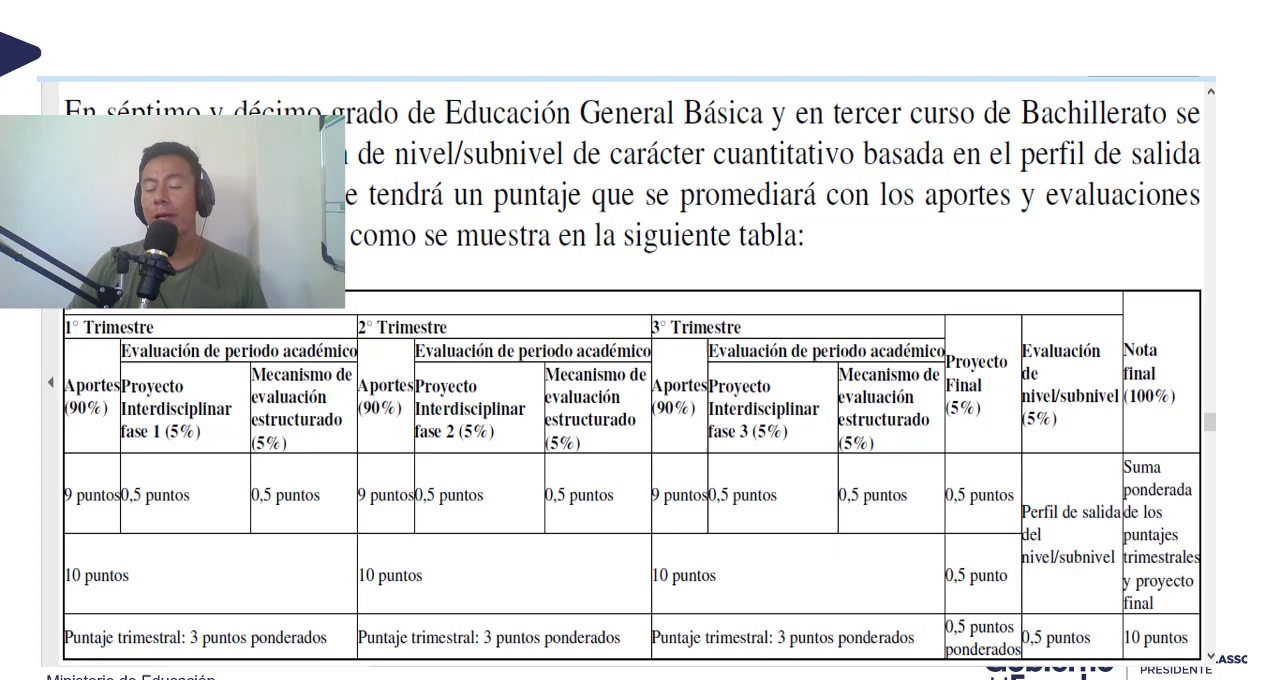 En séptimo y décimo grado de Educación General Básica y en tercer curso de Bachillerato se
de nivel/subnivel de carácter cuantitativo basada en el perfil de salida
tendrá un puntaje que se promediará con los aportes y evaluaciones
como se muestra en la siguiente tabla:
1° Trimestre 2° Trimestre 3° Trimestre
Evaluación de periodo académico Evaluación de periodo académico Evaluación de periodo académico
Aportes (90%)
Proyecto Interdisciplinar fase 1 (5%)
Mecanismo de evaluación estructurado (5%)
Aportes (90%)
Proyecto Interdisciplinar fase 2 (5%)
Mecanismo de evaluación estructurado (5%)
Aportes (90%)
Proyecto Interdisciplinar fase 3 (5%)
Mecanismo de evaluación estructurado (5%)
Proyecto Final (5%)
Evaluación de nivel/subnivel (5%)
Nota final (100%)
9 puntos 0,5 puntos 0,5 puntos 9 puntos 0,5 puntos 0,5 puntos 9 puntos 0,5 puntos 0,5 puntos 0,5 puntos
Perfil de salida del nivel/subnivel
Suma ponderada de los puntajes trimestrales y proyecto final
10 puntos 10 puntos 10 puntos 0,5 punto
Puntaje trimestral: 3 puntos ponderados Puntaje trimestral: 3 puntos ponderados Puntaje trimestral: 3 puntos ponderados 0,5 puntos ponderados 0,5 puntos 10 puntos
Ministerio de Educación
Gobierno
PRESIDENTE